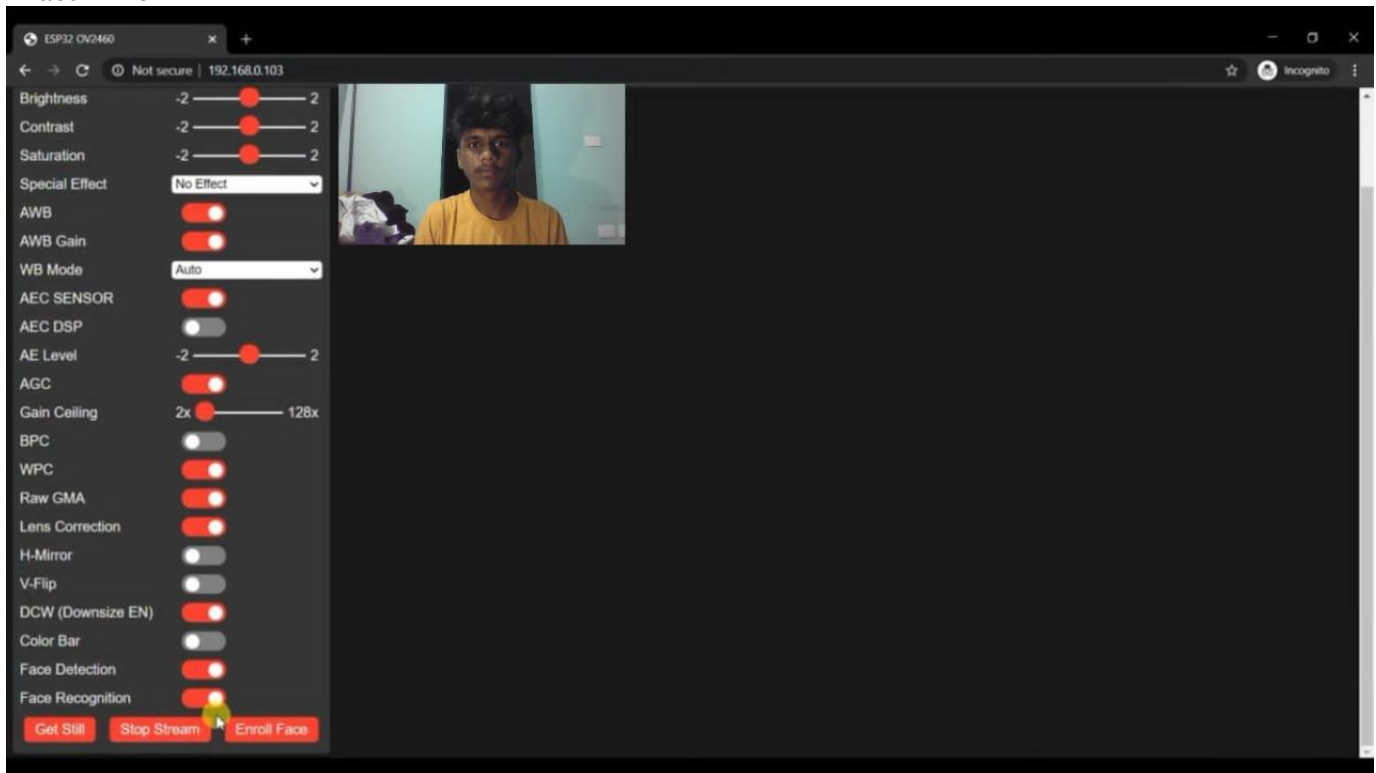 ESP32 OV2460
Not secure | 192.168.0.103
Incognito
Brightness -2 2
Contrast -2 2
Saturation -2 2
Special Effect No Effect
AWB
AWB Gain
WB Mode Auto
AEC SENSOR
AEC DSP
AE Level -2 2
AGC
Gain Ceiling 2x 128x
BPC
WPC
Raw GMA
Lens Correction
H-Mirror
V-Flip
DCW (Downsize EN)
Color Bar
Face Detection
Face Recognition
Get Still Stop Stream Enroll Face